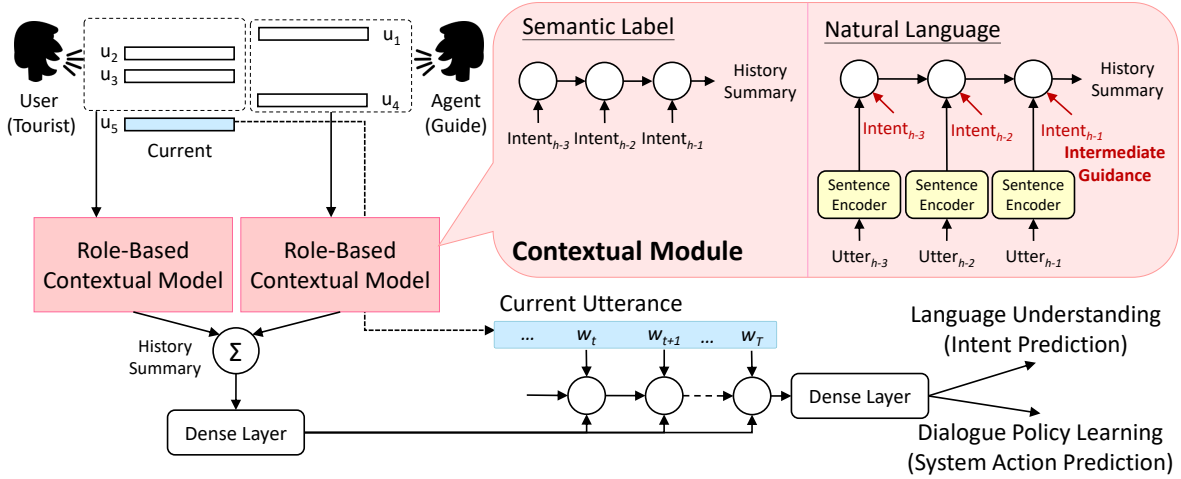 User
(Tourist)
u2
u3
u5
Current
u1
u4
Agent
(Guide)
Semantic Label
History
Summary
Intenth-3 Intenth-2 Intenth-1
Natural Language
History
Summary
Intenth-3
Intenth-2
Intenth-1
Intermediate
Guidance
Sentence
Encoder
Sentence
Encoder
Sentence
Encoder
Utterh-3
Utterh-2
Utterh-1
Contextual Module
Role-Based
Contextual Model
Role-Based
Contextual Model
History
Summary
Σ
Dense Layer
Current Utterance
... wt wt+1 ... wT
Dense Layer
Language Understanding
(Intent Prediction)
Dialogue Policy Learning
(System Action Prediction)